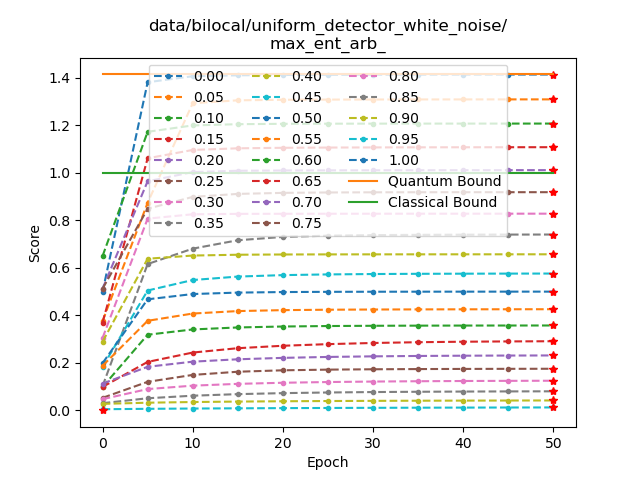 data/bilocal/uniform_detector_white_noise/
max_ent_arb_
Score
1.4
1.2
1.0
0.8
0.6
0.4
0.2
0.0
0.00 0.40 0.80
0.05 0.45 0.85
0.10 0.50 0.90
0.15 0.55 0.95
0.20 0.60 1.00
0.25 0.65 Quantum Bound
0.30 0.70 Classical Bound
0.35 0.75
0 10 20 30 40 50
Epoch